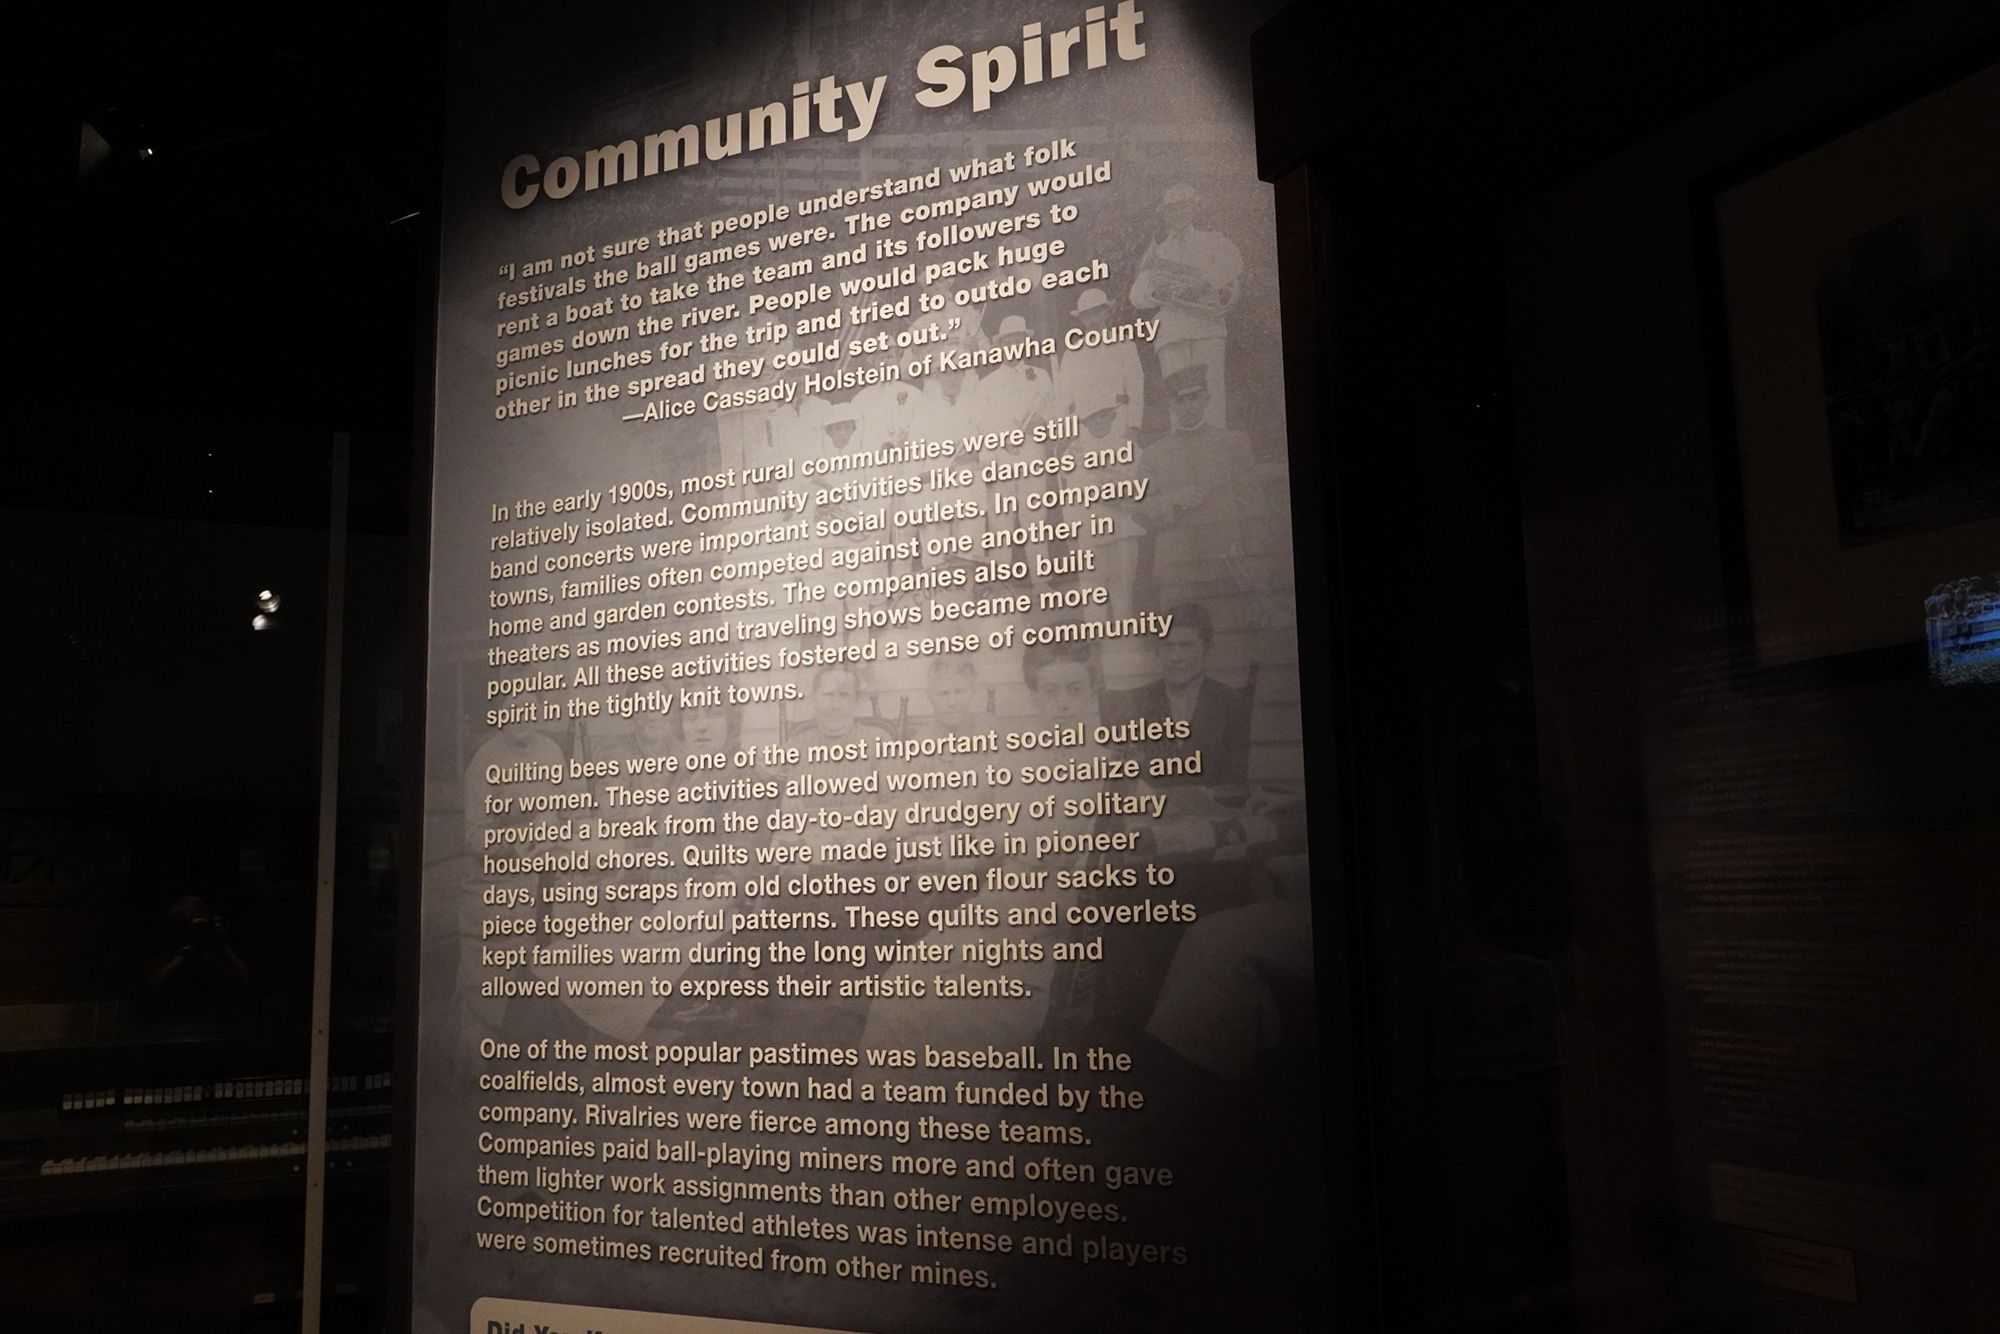 Community Spirit
“I am not sure that people understand what folk
festivals the ball games were. The company would
rent a boat to take the team and its followers to
games down the river. People would pack huge
picnic lunches for the trip and tried to outdo each
other in the spread they could set out.”
—Alice Cassady Holstein of Kanawha County
In the early 1900s, most rural communities were still
relatively isolated. Community activities like dances and
band concerts were important social outlets. In company
towns, families often competed against one another in
home and garden contests. The companies also built
theaters as movies and traveling shows became more
popular. All these activities fostered a sense of community
spirit in the tightly knit towns.
Quilting bees were one of the most important social outlets
for women. These activities allowed women to socialize and
provided a break from the day-to-day drudgery of solitary
household chores. Quilts were made just like in pioneer
days, using scraps from old clothes or even flour sacks to
piece together colorful patterns. These quilts and coverlets
kept families warm during the long winter nights and
allowed women to express their artistic talents.
One of the most popular pastimes was baseball. In the
coalfields, almost every town had a team funded by the
company. Rivalries were fierce among these teams.
Companies paid ball-playing miners more and often gave
them lighter work assignments than other employees.
Competition for talented athletes was intense and players
were sometimes recruited from other mines.
Did